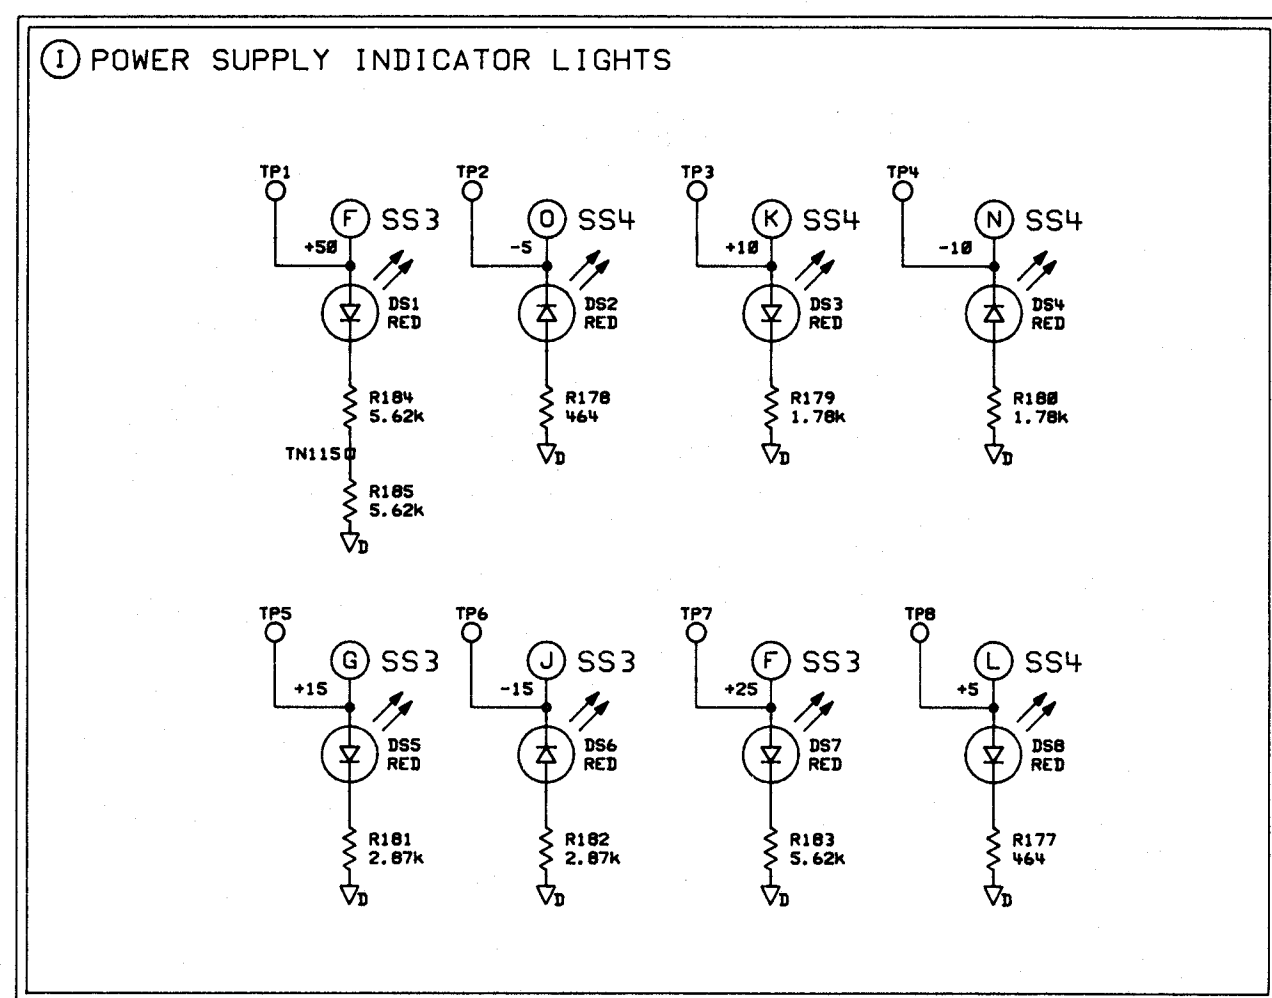 I POWER SUPPLY INDICATOR LIGHTS
TP1
F SS3
+50
DS1
RED
R184
5.62k
TN115
R185
5.62k
D
TP2
O SS4
-5
DS2
RED
R178
464
D
TP3
K SS4
+10
DS3
RED
R179
1.78k
D
TP4
N SS4
-10
DS4
RED
R180
1.78k
D
TP5
G SS3
+15
DS5
RED
R181
2.87k
D
TP6
J SS3
-15
DS6
RED
R182
2.87k
D
TP7
F SS3
+25
DS7
RED
R183
5.62k
D
TP8
L SS4
+5
DS8
RED
R177
464
D